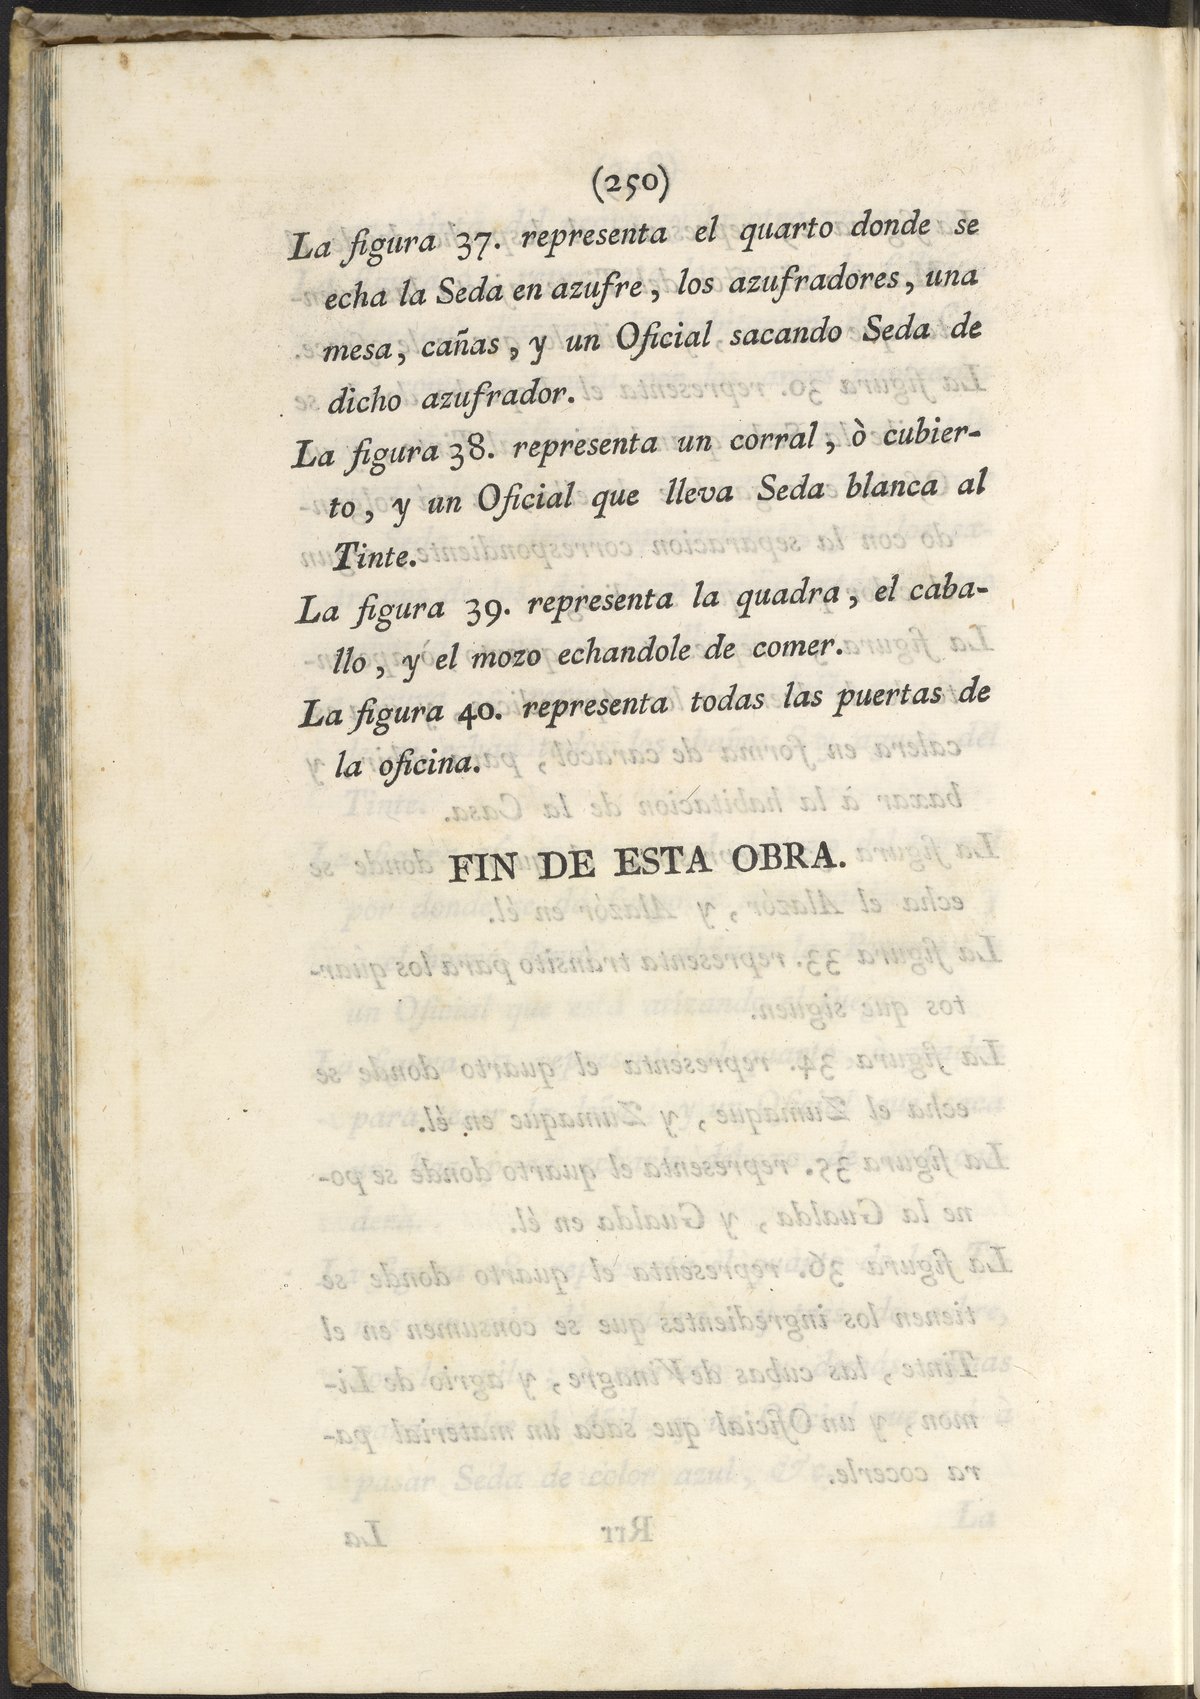 (250)
La figura 37. representa el quarto donde se
echa la Seda en azufre, los azufradores, una
mesa, cañas, y un Oficial sacando Seda de
dicho azufrador.
La figura 38. representa un corral, ò cubier-
to, y un Oficial que lleva Seda blanca al
Tinte.
La figura 39. representa la quadra, el caba-
llo, y el mozo echandole de comer.
La figura 40. representa todas las puertas de
la oficina.
FIN DE ESTA OBRA.